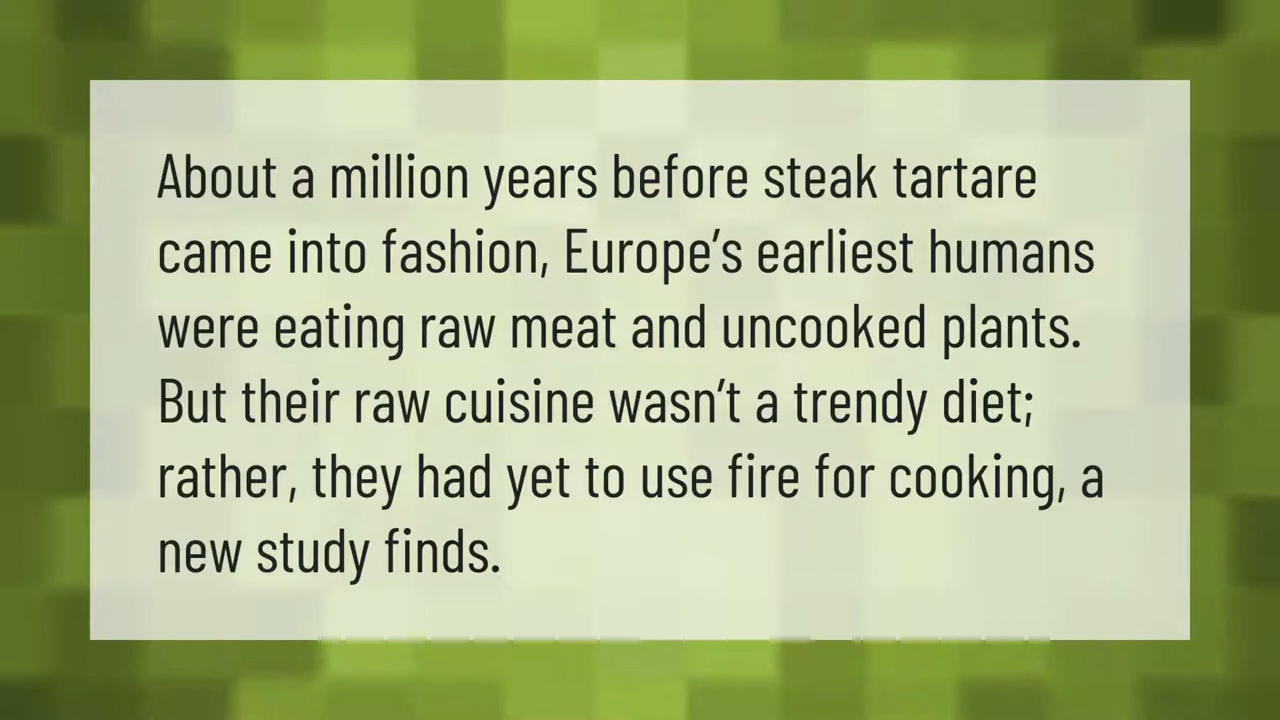 About a million years before steak tartare
came into fashion, Europe’s earliest humans
were eating raw meat and uncooked plants.
But their raw cuisine wasn’t a trendy diet;
rather, they had yet to use fire for cooking, a
new study finds.